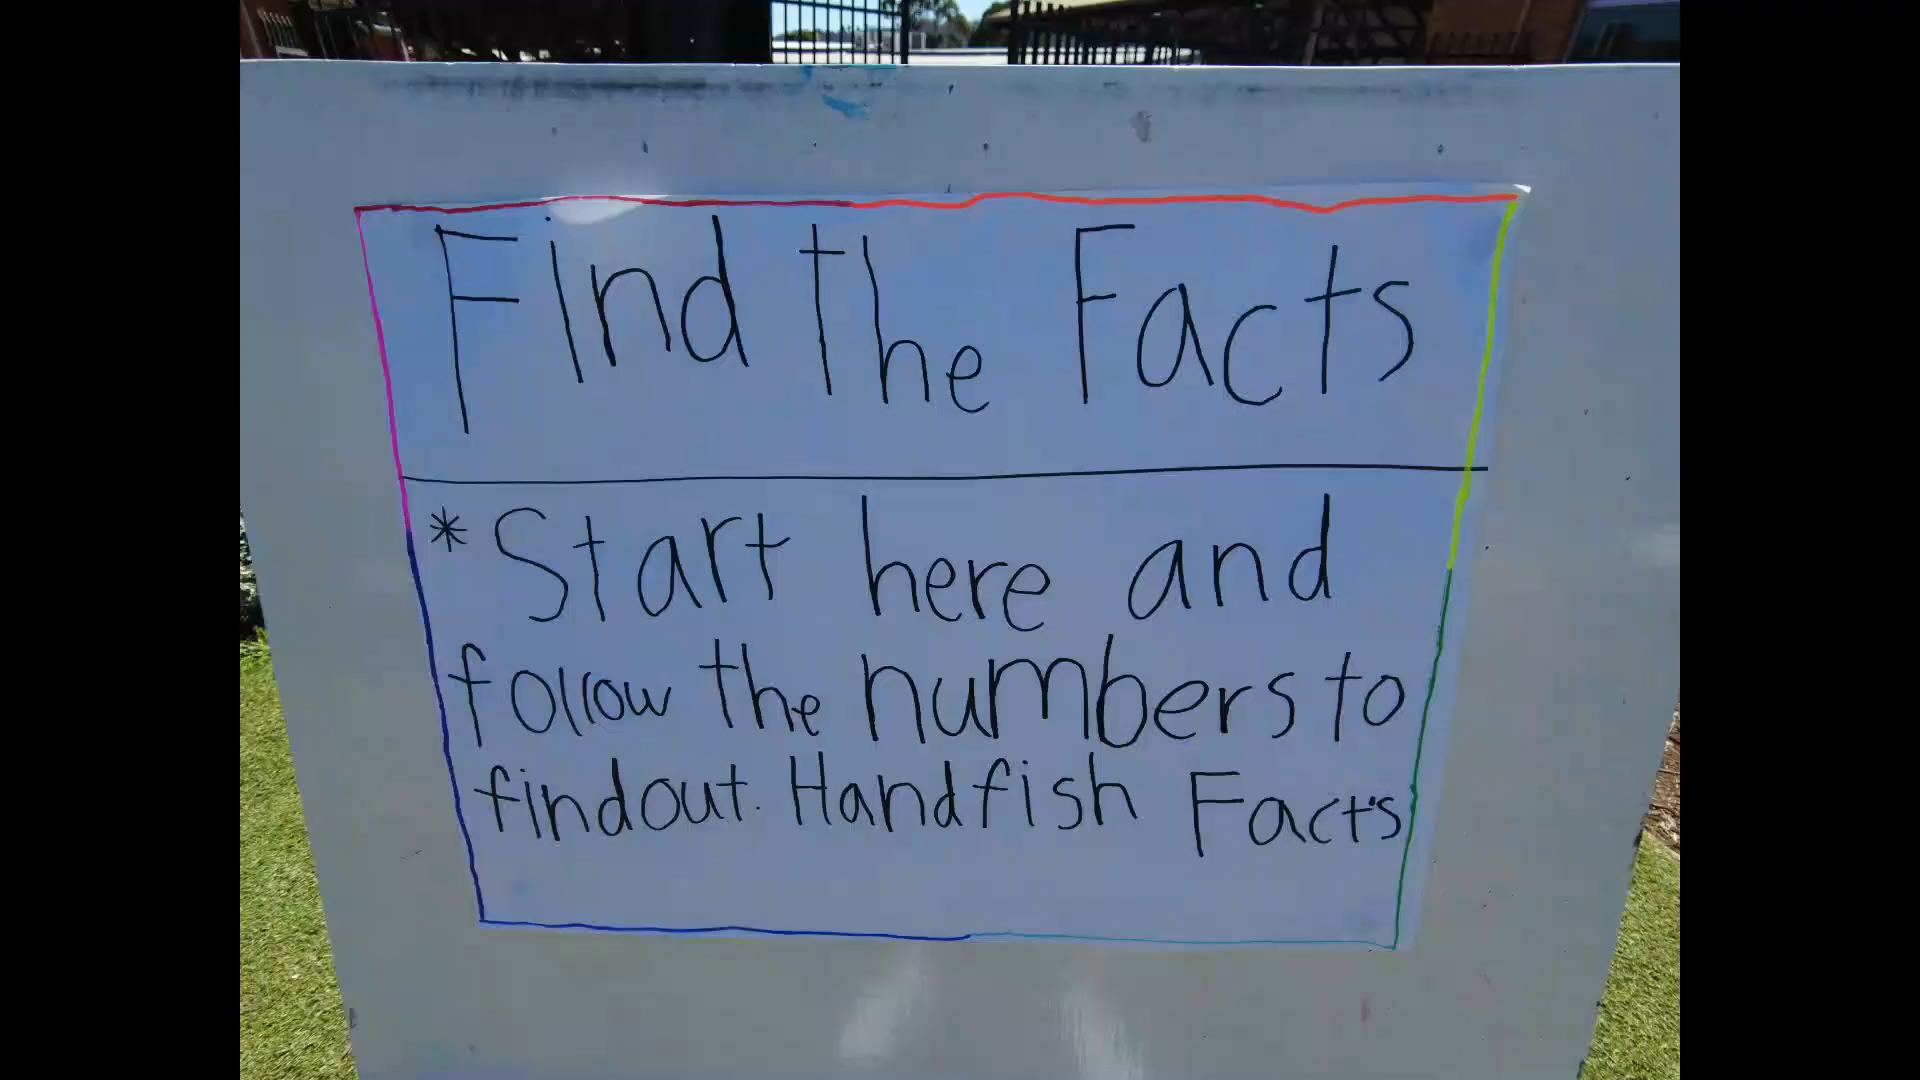 Find the Facts
* Start here and
follow the numbers to
findout. Handfish Facts